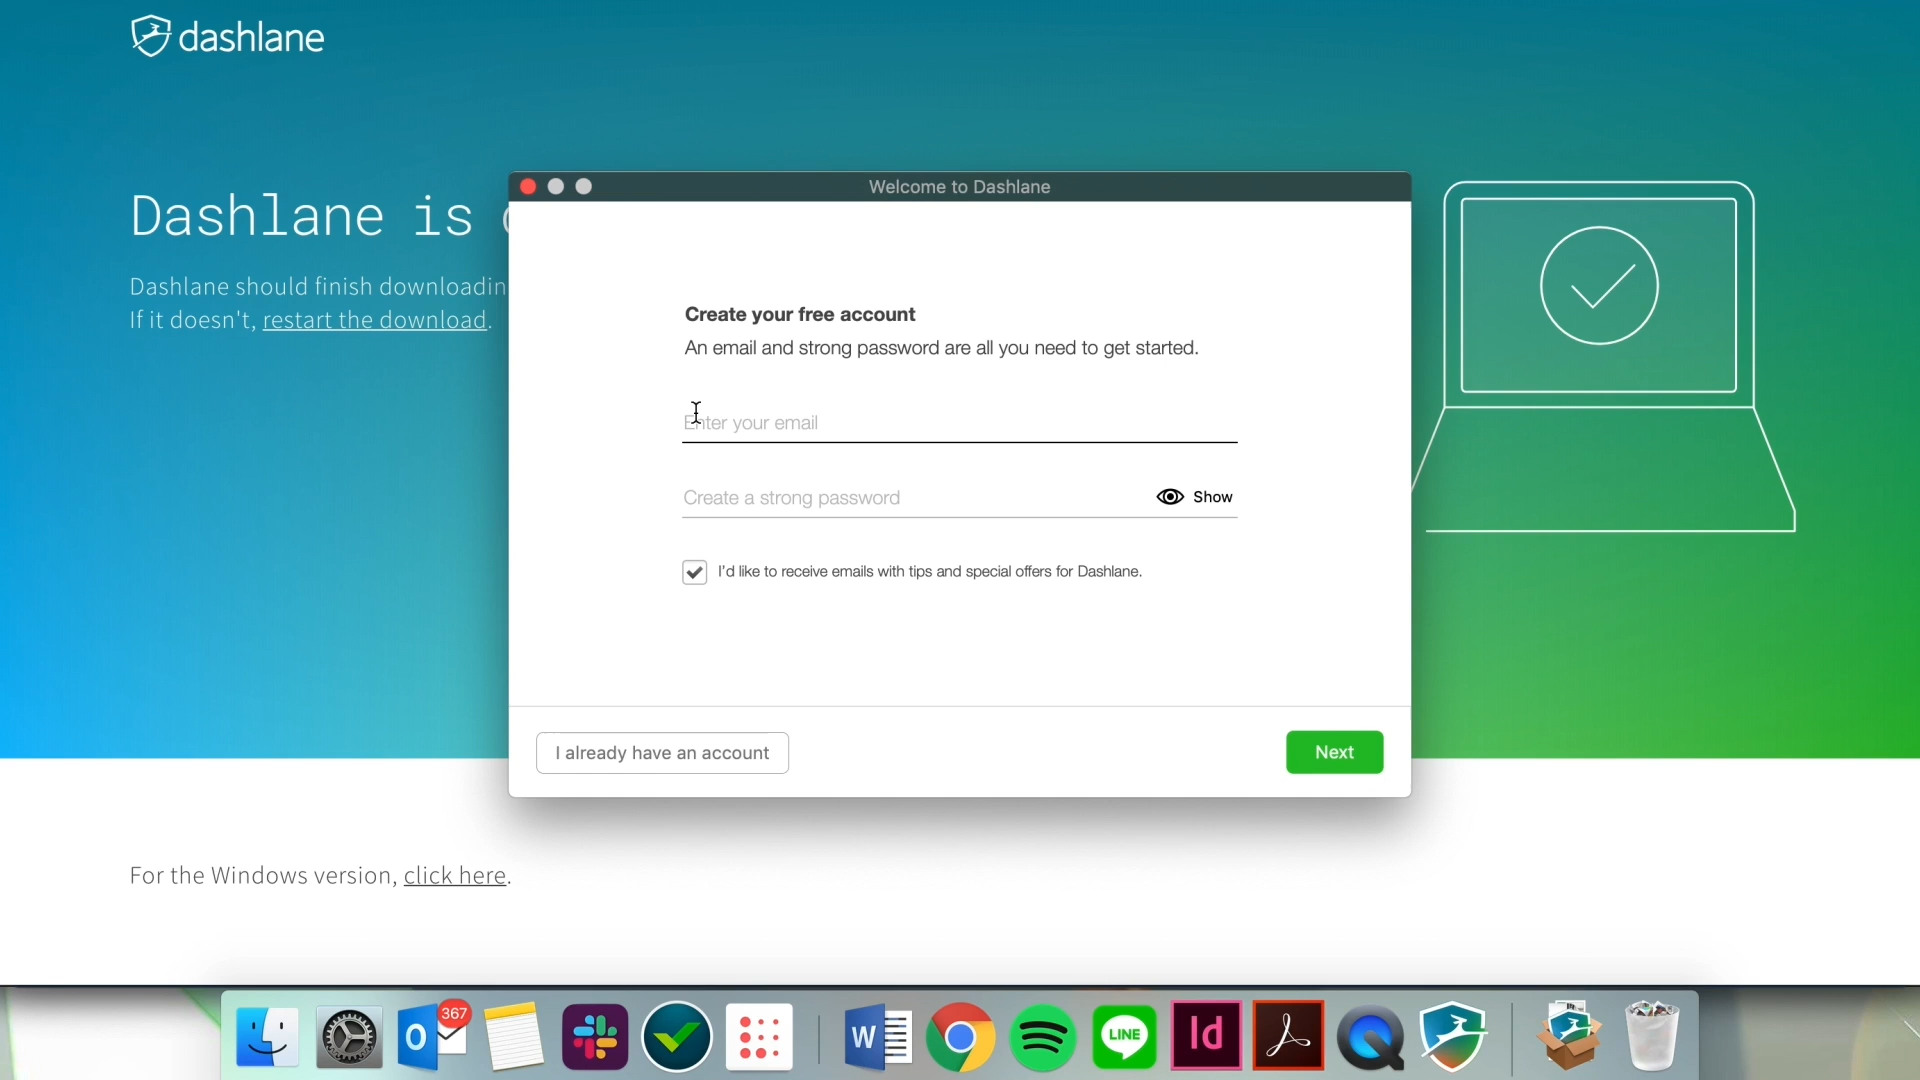 dashlane
Welcome to Dashlane
Dashlane is
Dashlane should finish downloadin
If it doesn't, restart the download.
Create your free account
An email and strong password are all you need to get started.
Enter your email
Create a strong password
Show
I'd like to receive emails with tips and special offers for Dashlane.
I already have an account
Next
For the Windows version, click here.
367
O
W
LINE
Id